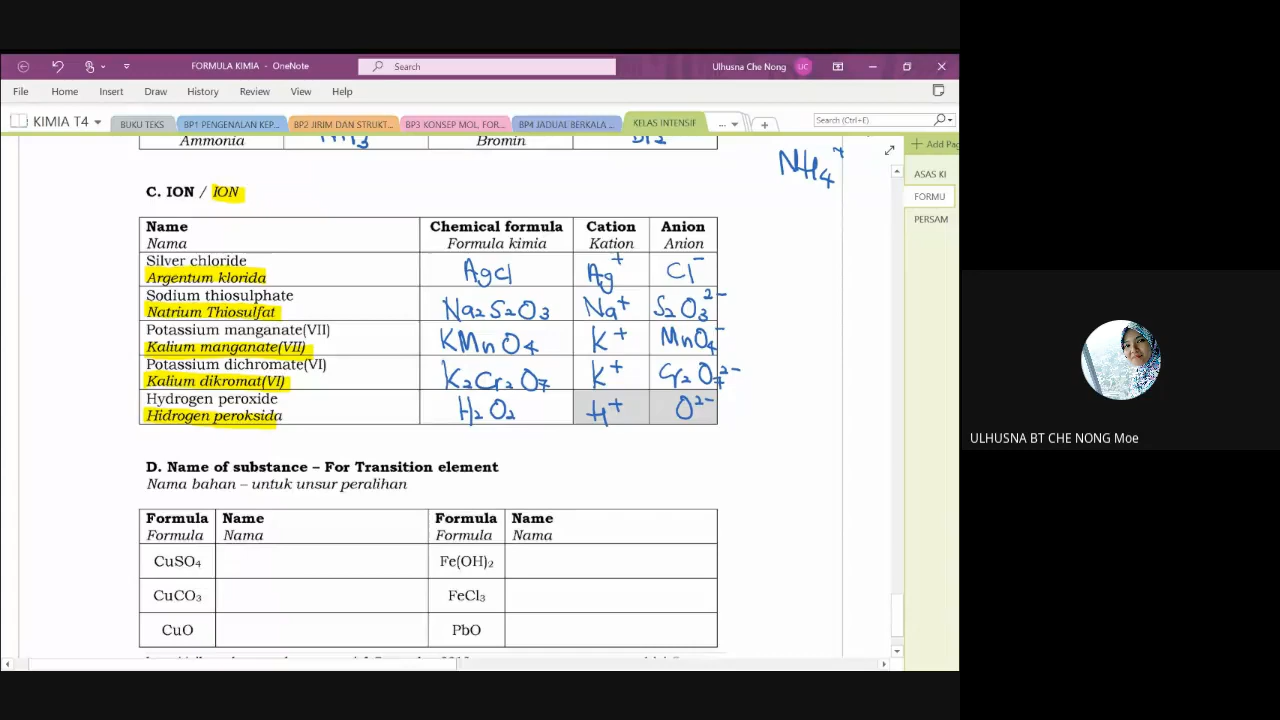 FORMULA KIMIA - OneNote
Search
Ulhusna Che Nong UC
File Home Insert Draw History Review View Help
KIMIA T4
BUKU TEKS
BP1 PENGENALAN KEP...
BP2 JIRIM DAN STRUKT...
BP3 KONSEP MOL, FOR...
BP4 JADUAL BERKALA ...
KELAS INTENSIF
...
Search (Ctrl+E)
Add Pag
ASAS KI
FORMU
PERSAM
Ammonia Bromin
NH₄⁺
C. ION / ION
Name Chemical formula Cation Anion
Nama Formula kimia Kation Anion
Silver chloride
Argentum klorida AgCl Ag⁺ Cl⁻
Sodium thiosulphate
Natrium Thiosulfat Na₂S₂O₃ Na⁺ S₂O₃²⁻
Potassium manganate(VII)
Kalium manganate(VII) KMnO₄ K⁺ MnO₄⁻
Potassium dichromate(VI)
Kalium dikromat(VI) K₂Cr₂O₇ K⁺ Cr₂O₇²⁻
Hydrogen peroxide
Hidrogen peroksida H₂O₂ H⁺ O²⁻
D. Name of substance – For Transition element
Nama bahan – untuk unsur peralihan
Formula Name Formula Name
Formula Nama Formula Nama
CuSO₄ Fe(OH)₂
CuCO₃ FeCl₃
CuO PbO
ULHUSNA BT CHE NONG Moe